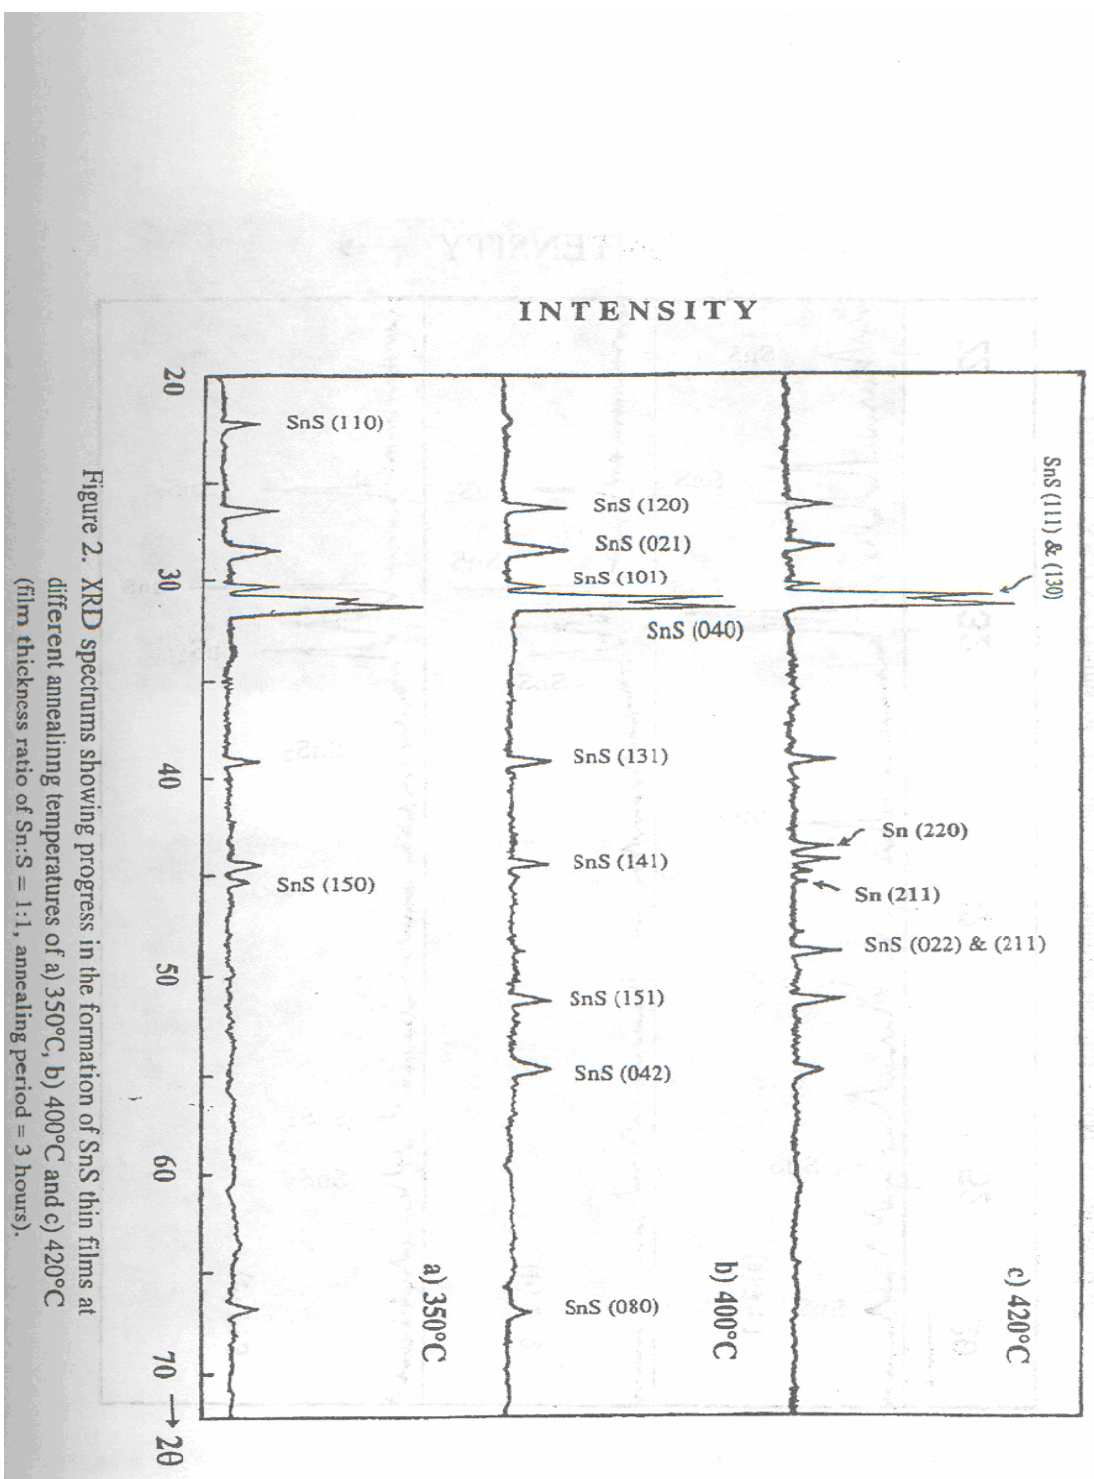 INTENSITY
c) 420°C
SnS (111) & (130)
Sn (220)
Sn (211)
SnS (022) & (211)
b) 400°C
SnS (120)
SnS (021)
SnS (101)
SnS (040)
SnS (131)
SnS (141)
SnS (151)
SnS (042)
SnS (080)
a) 350°C
SnS (110)
SnS (150)
20 30 40 50 60 70 → 2θ
Figure 2. XRD spectrums showing progress in the formation of SnS thin films at
different annealinng temperatures of a) 350°C, b) 400°C and c) 420°C
(film thickness ratio of Sn:S = 1:1, annealing period = 3 hours).